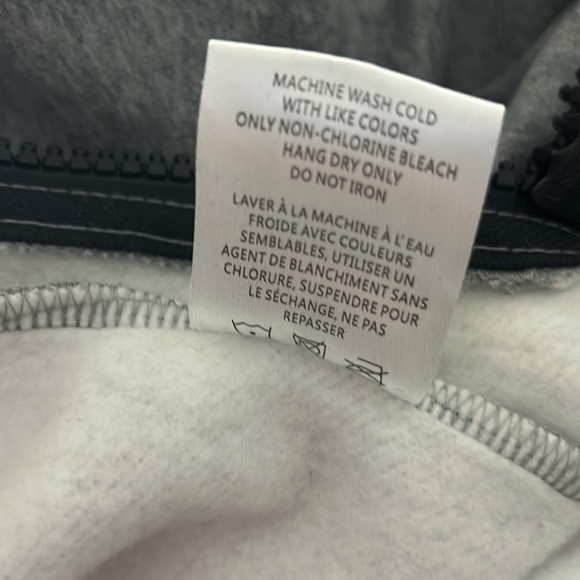 MACHINE WASH COLD
WITH LIKE COLORS
ONLY NON-CHLORINE BLEACH
HANG DRY ONLY
DO NOT IRON
LAVER À LA MACHINE À L'EAU
FROIDE AVEC COULEURS
SEMBLABLES, UTILISER UN
AGENT DE BLANCHIMENT SANS
CHLORURE, SUSPENDRE POUR
LE SÉCHANGE, NE PAS
REPASSER